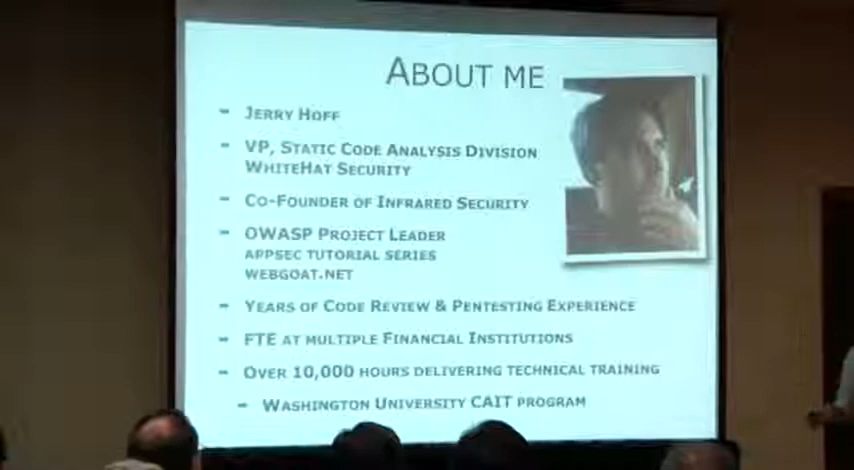 ABOUT ME
- JERRY HOFF
- VP, STATIC CODE ANALYSIS DIVISION
WHITEHAT SECURITY
- CO-FOUNDER OF INFRARED SECURITY
- OWASP PROJECT LEADER
APPSEC TUTORIAL SERIES
WEBGOAT.NET
- YEARS OF CODE REVIEW & PENTESTING EXPERIENCE
- FTE AT MULTIPLE FINANCIAL INSTITUTIONS
- OVER 10,000 HOURS DELIVERING TECHNICAL TRAINING
- WASHINGTON UNIVERSITY CAIT PROGRAM